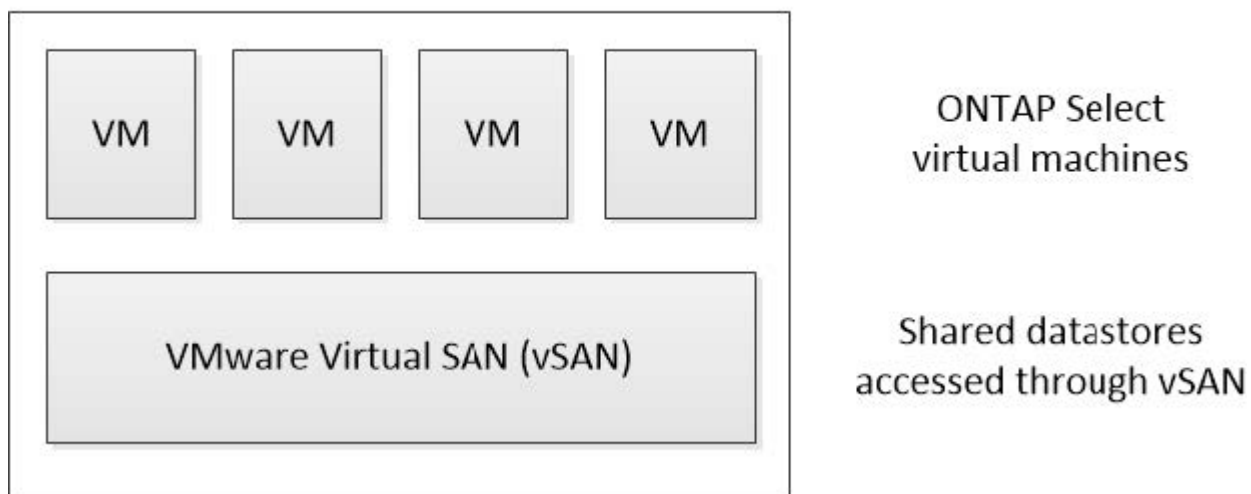 VM VM VM VM
ONTAP Select
virtual machines
VMware Virtual SAN (vSAN)
Shared datastores
accessed through vSAN